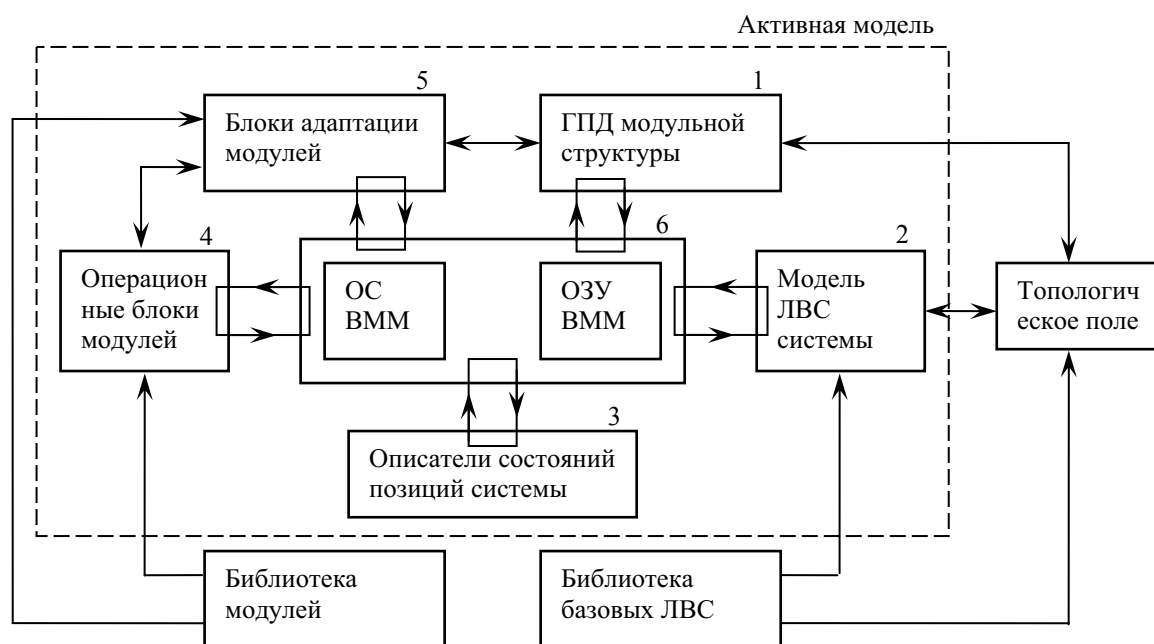 Активная модель
5
1
Блоки адаптации
модулей
ГПД модульной
структуры
4
6
2
Операцион
ные блоки
модулей
ОС
ВММ
ОЗУ
ВММ
Модель
ЛВС
системы
Топологич
еское поле
3
Описатели состояний
позиций системы
Библиотека
модулей
Библиотека
базовых ЛВС